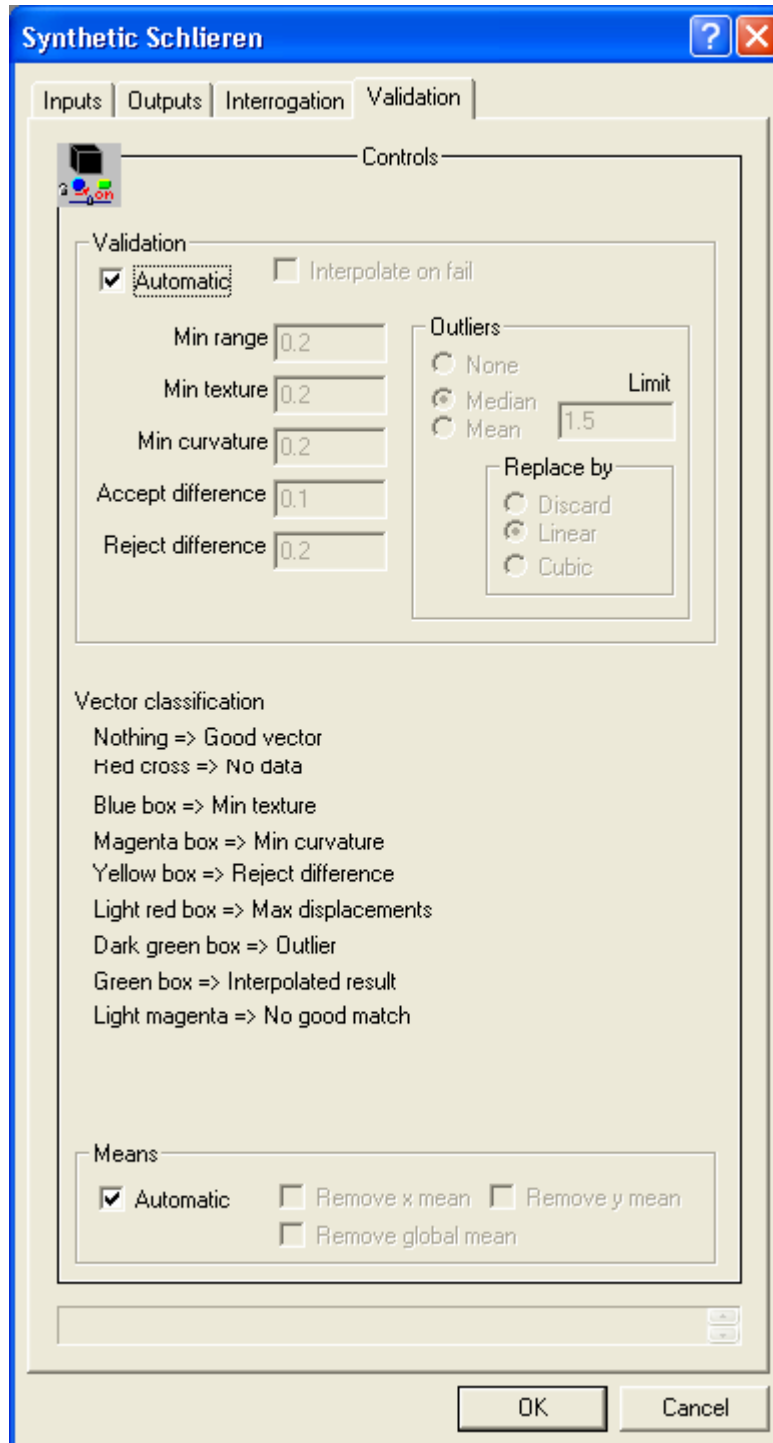 Synthetic Schlieren
Inputs Outputs Interrogation Validation
Controls
on
Validation
Automatic Interpolate on fail
Min range 0.2
Min texture 0.2
Min curvature 0.2
Accept difference 0.1
Reject difference 0.2
Outliers
None
Median
Mean
Limit
1.5
Replace by
Discard
Linear
Cubic
Vector classification
Nothing => Good vector
Red cross => No data
Blue box => Min texture
Magenta box => Min curvature
Yellow box => Reject difference
Light red box => Max displacements
Dark green box => Outlier
Green box => Interpolated result
Light magenta => No good match
Means
Automatic Remove x mean Remove y mean
Remove global mean
OK Cancel